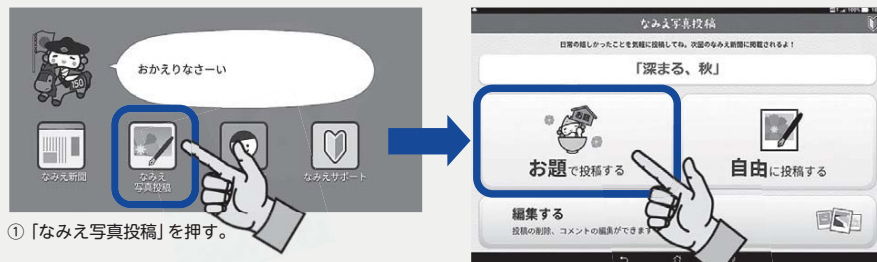 おかえりなさーい
150
なみえ新聞
なみえ
写真投稿
なみえサポート
①「なみえ写真投稿」を押す。
100%
なみえ写真投稿
日常の嬉しかったことを気軽に投稿してね。次回のなみえ新聞に掲載されるよ！
「深まる、秋」
お題
お題で投稿する
自由に投稿する
編集する
投稿の削除、コメントの編集ができます